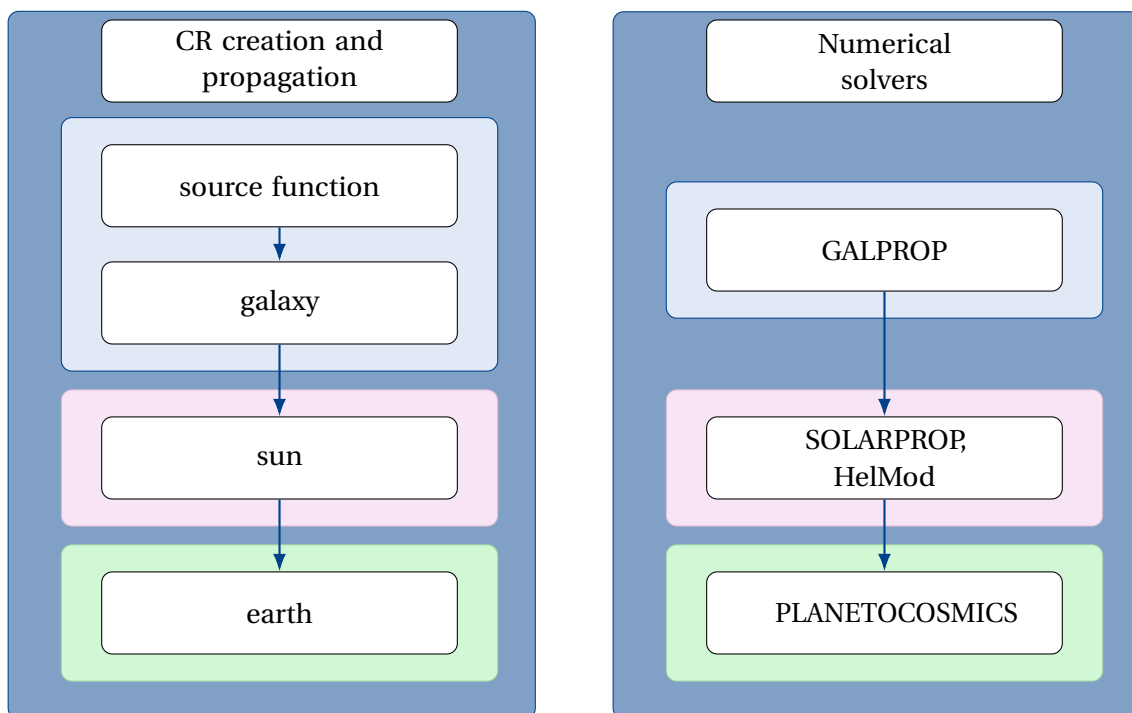 CR creation and
propagation
source function
galaxy
sun
earth
Numerical
solvers
GALPROP
SOLARPROP,
HelMod
PLANETOCOSMICS